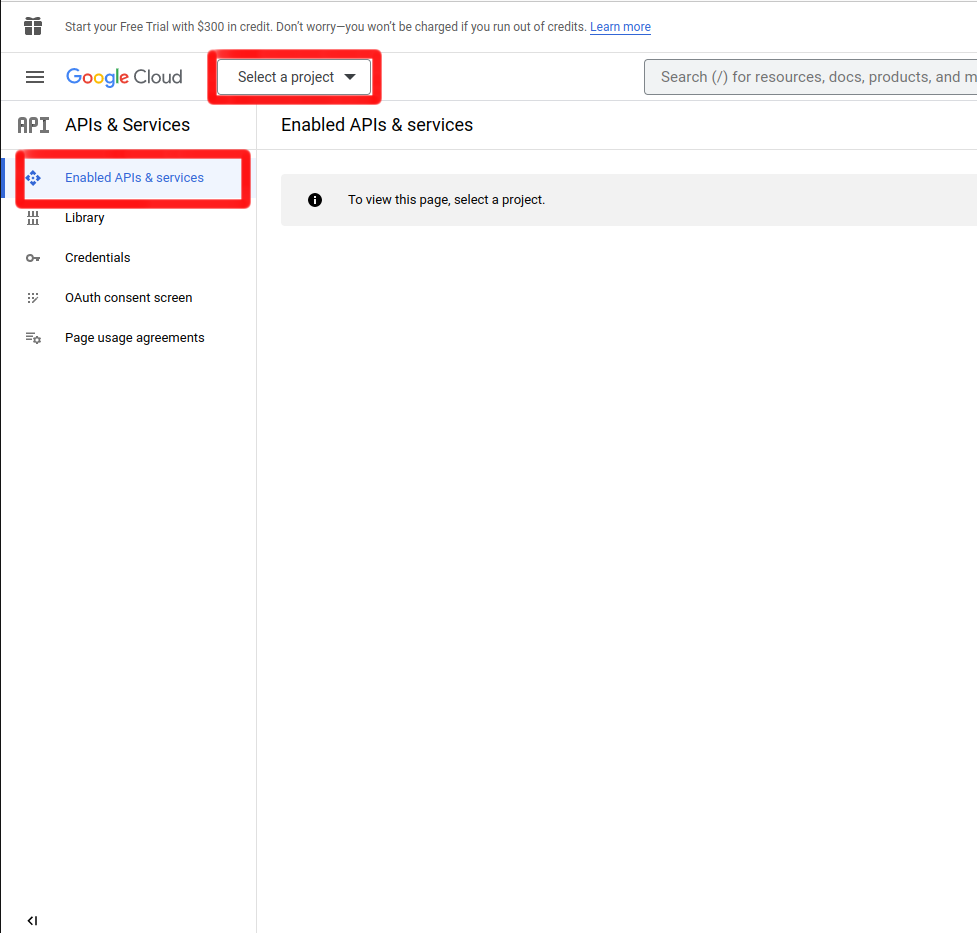 Start your Free Trial with $300 in credit. Don’t worry—you won’t be charged if you run out of credits. Learn more
Google Cloud
Select a project
Search (/) for resources, docs, products, and m
API
APIs & Services
Enabled APIs & services
Enabled APIs & services
To view this page, select a project.
Library
Credentials
OAuth consent screen
Page usage agreements